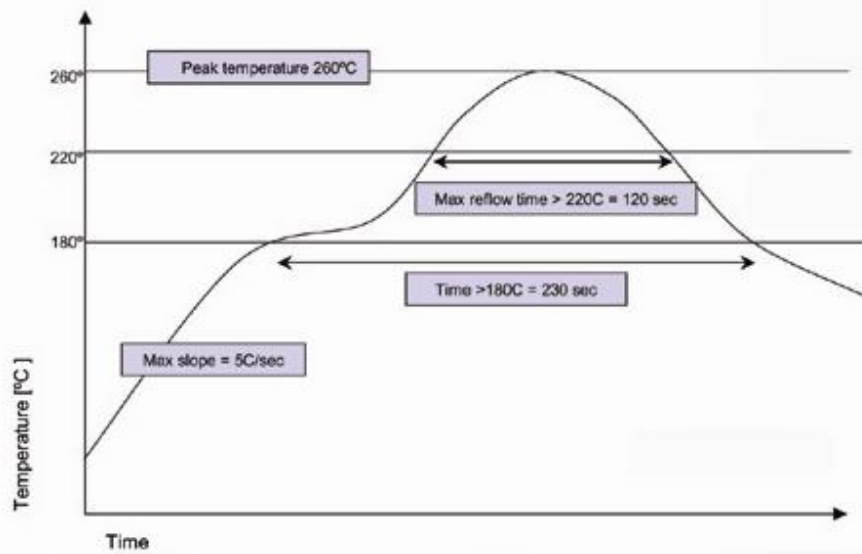 Peak temperature 260ºC
260º
220º
Max reflow time > 220C = 120 sec
180º
Time >180C = 230 sec
Max slope = 5C/sec
Temperature [ºC ]
Time